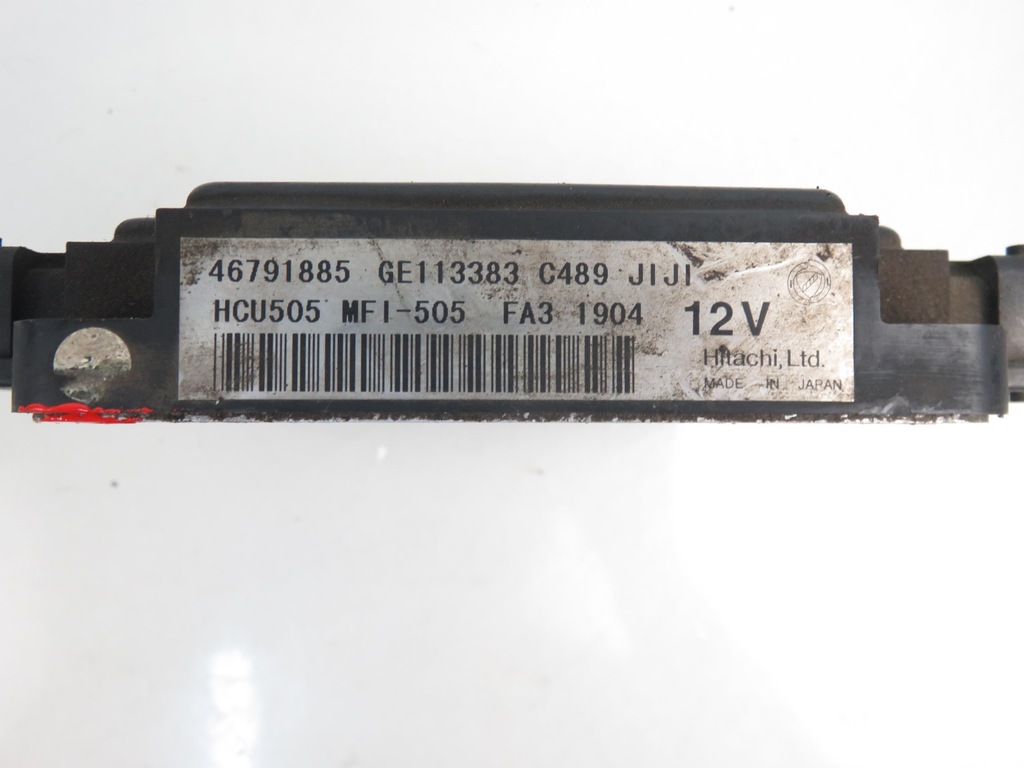 46791885 GE113383 C489 JIJI
HCU505 MFI-505 FA3 1904 12V
Hitachi, Ltd.
MADE IN JAPAN